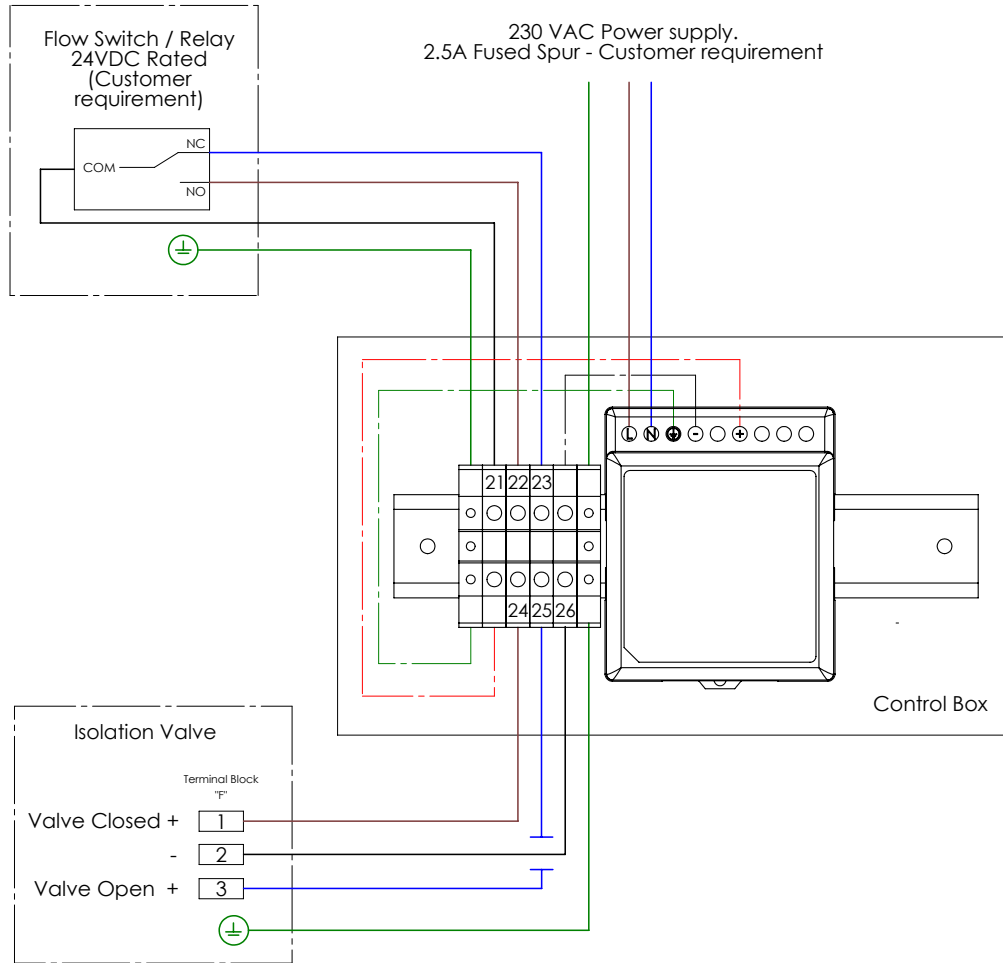 Flow Switch / Relay
24VDC Rated
(Customer
requirement)
230 VAC Power supply.
2.5A Fused Spur - Customer requirement
NC
COM
NO
L N - +
21 22 23
24 25 26
-
Control Box
Isolation Valve
Terminal Block
"F"
Valve Closed + 1
- 2
Valve Open + 3